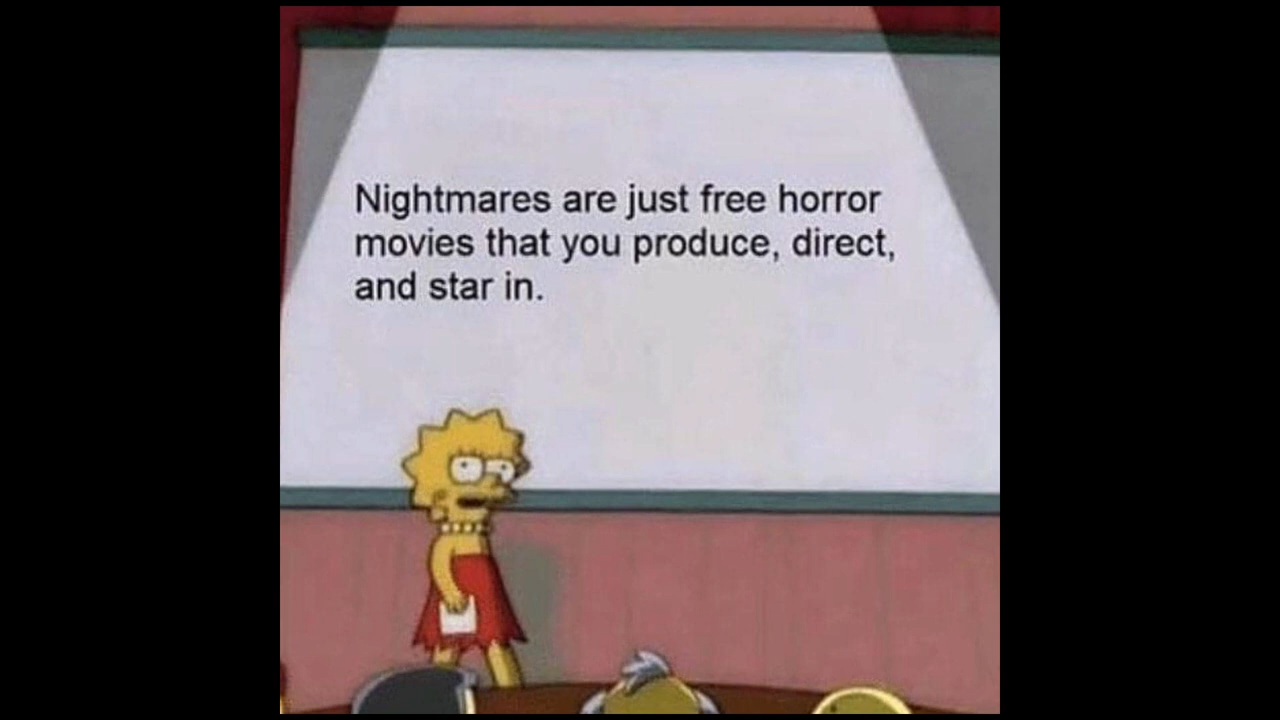 Nightmares are just free horror
movies that you produce, direct,
and star in.